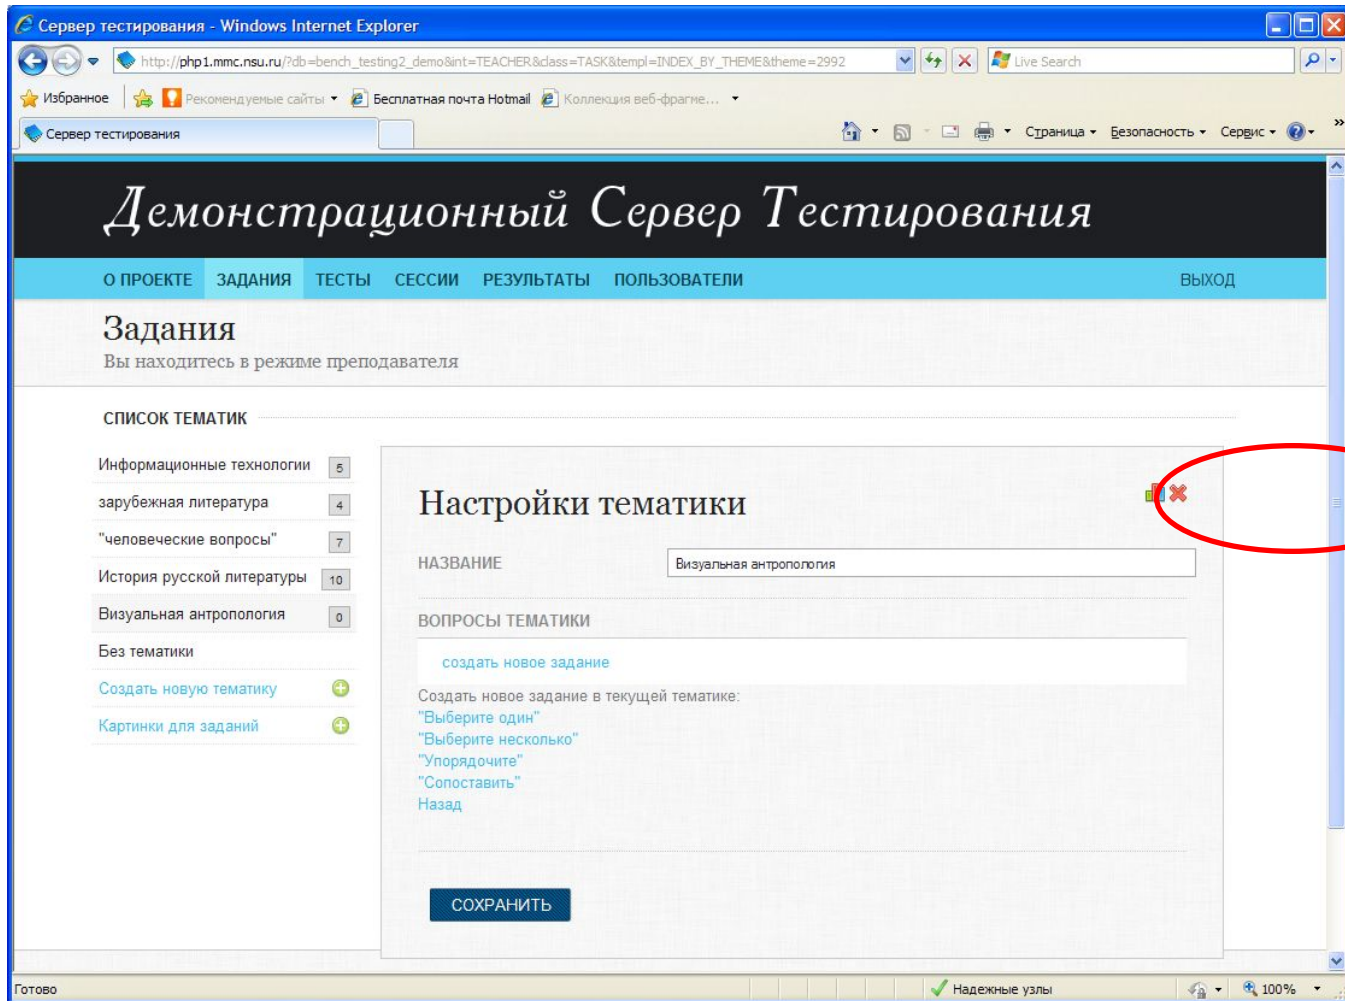 Сервер тестирования - Windows Internet Explorer
http://php1.mmc.nsu.ru/?db=bench_testing2_demo&int=TEACHER&class=TASK&templ=INDEX_BY_THEME&theme=2992
Live Search
Избранное Рекомендуемые сайты Бесплатная почта Hotmail Коллекция веб-фрагме...
Сервер тестирования Страница Безопасность Сервис »
Демонстрационный Сервер Тестирования
О ПРОЕКТЕ ЗАДАНИЯ ТЕСТЫ СЕССИИ РЕЗУЛЬТАТЫ ПОЛЬЗОВАТЕЛИ ВЫХОД
Задания
Вы находитесь в режиме преподавателя
СПИСОК ТЕМАТИК
Информационные технологии 5
зарубежная литература 4
"человеческие вопросы" 7
История русской литературы 10
Визуальная антропология 0
Без тематики
Создать новую тематику
Картинки для заданий
Настройки тематики
НАЗВАНИЕ Визуальная антропология
ВОПРОСЫ ТЕМАТИКИ
создать новое задание
Создать новое задание в текущей тематике:
"Выберите один"
"Выберите несколько"
"Упорядочите"
"Сопоставить"
Назад
СОХРАНИТЬ
Готово Надежные узлы 100%